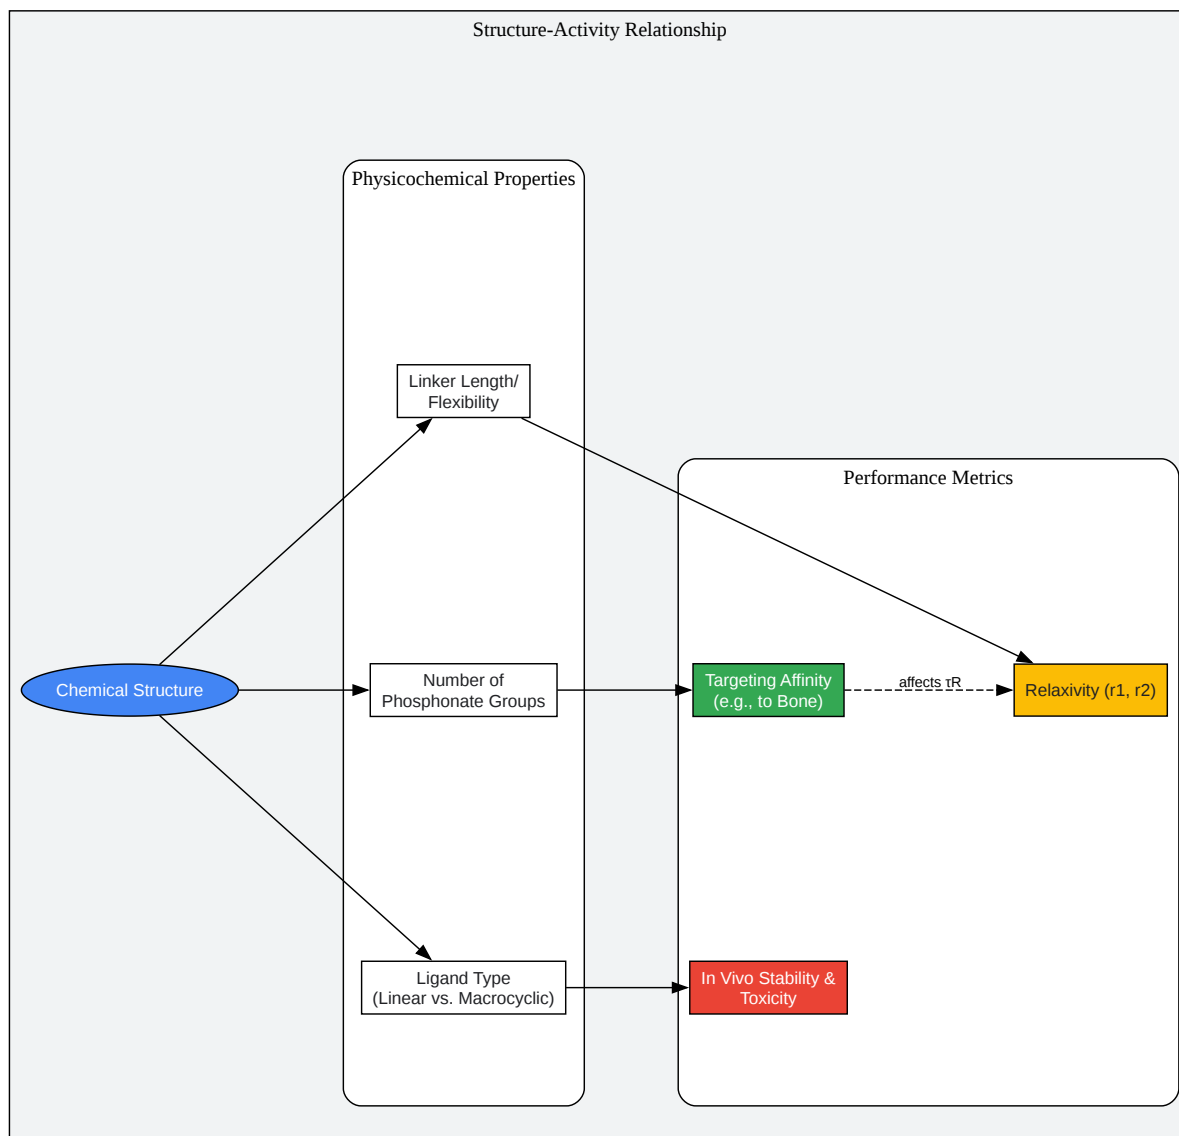 Structure-Activity Relationship
Physicochemical Properties
Linker Length/
Flexibility
Performance Metrics
Chemical Structure
Number of
Phosphonate Groups
Targeting Affinity
(e.g., to Bone)
affects τR
Relaxivity (r1, r2)
Ligand Type
(Linear vs. Macrocyclic)
In Vivo Stability &
Toxicity